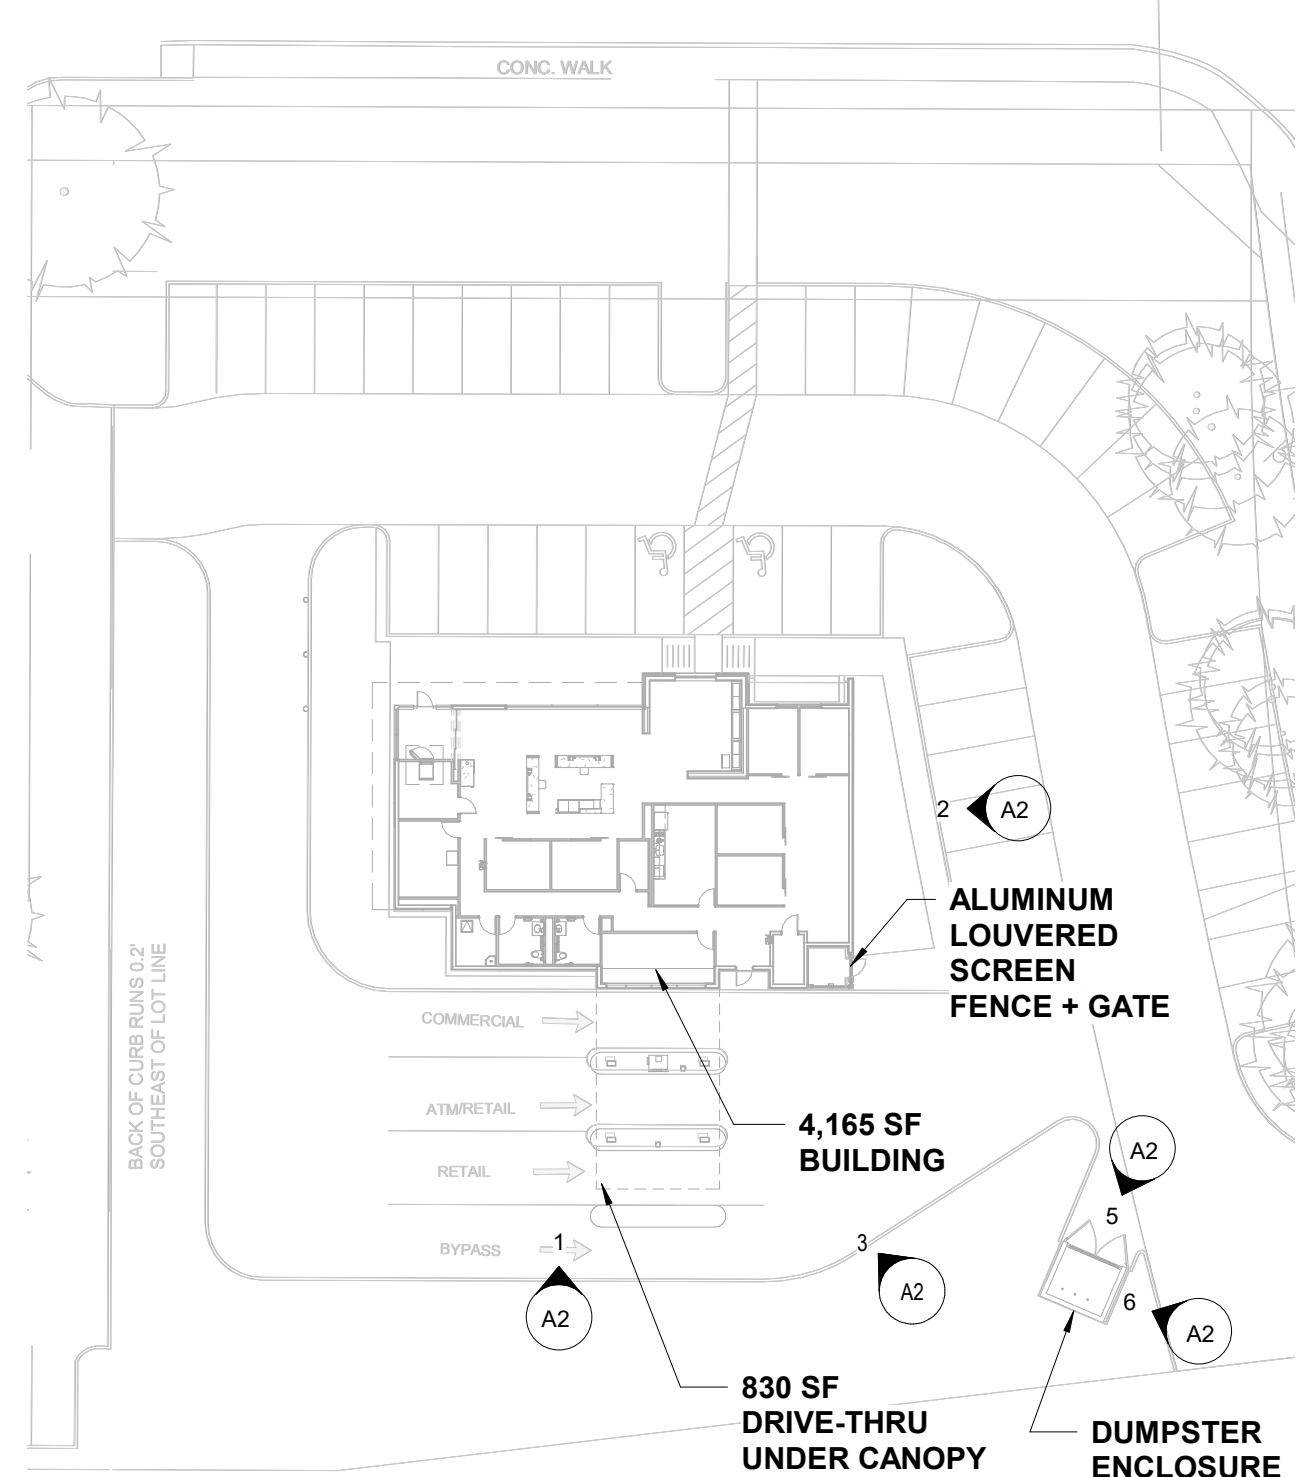 CONC. WALK
2
A2
ALUMINUM
LOUVERED
SCREEN
FENCE + GATE
BACK OF CURB RUNS 0.2'
SOUTHEAST OF LOT LINE
COMMERCIAL
ATM/RETAIL
RETAIL
BYPASS
4,165 SF
BUILDING
1
A2
3
A2
A2
5
6
A2
830 SF
DRIVE-THRU
UNDER CANOPY
DUMPSTER
ENCLOSURE